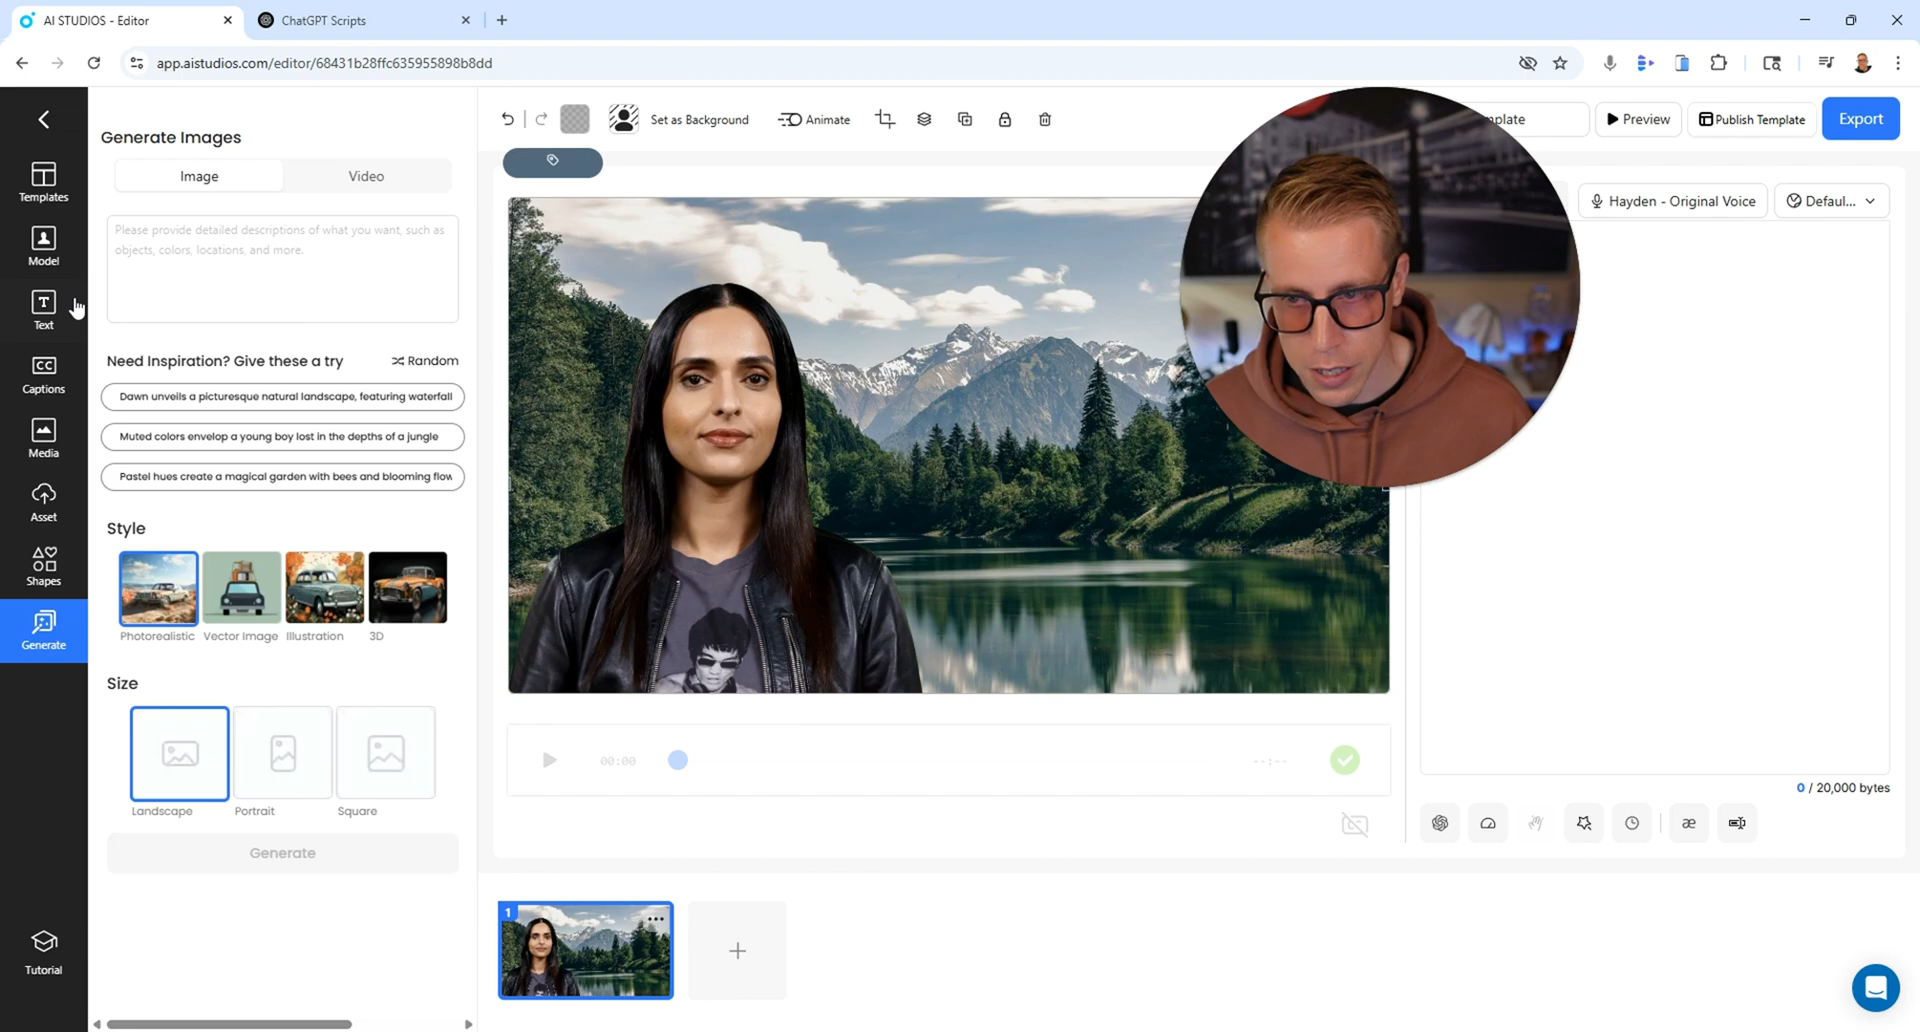 AI STUDIOS - Editor
ChatGPT Scripts
app.aistudios.com/editor/68431b28ffc635955898b8dd
Generate Images
Image
Video
Please provide detailed descriptions of what you want, such as
objects, colors, locations, and more.
Need Inspiration? Give these a try
Random
Dawn unveils a picturesque natural landscape, featuring waterfall
Muted colors envelop a young boy lost in the depths of a jungle
Pastel hues create a magical garden with bees and blooming flow
Style
Photorealistic
Vector Image
Illustration
3D
Size
Landscape
Portrait
Square
Generate
Templates
Model
T
Text
CC
Captions
Media
Asset
Shapes
Generate
Tutorial
Set as Background
Animate
Preview
Publish Template
Export
Hayden - Original Voice
Defaul...
00:00
--:--
0 / 20,000 bytes
æ
1